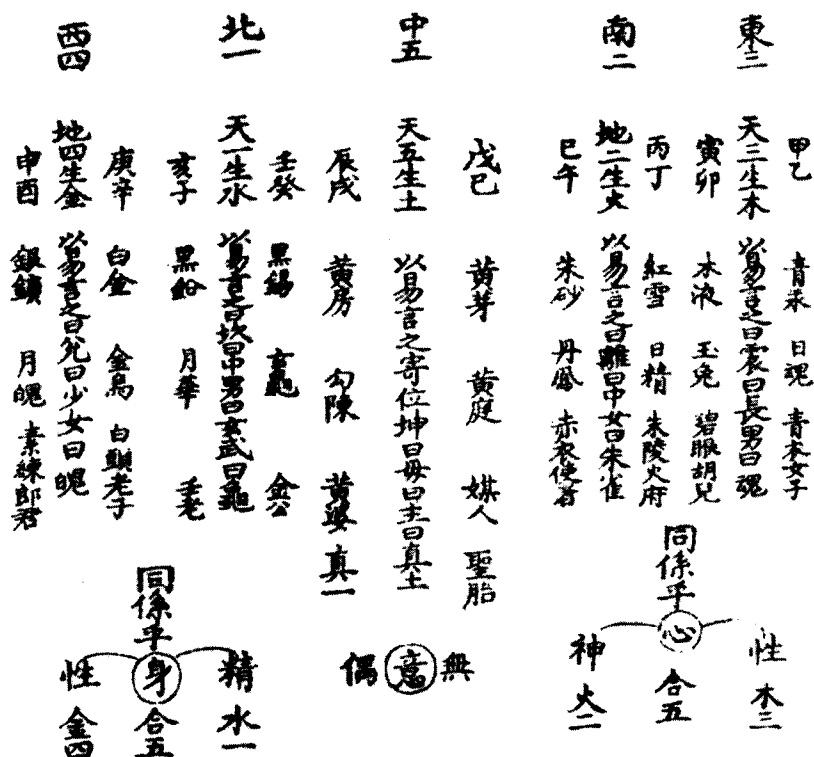 東三
甲乙 青汞 日魂 青衣女子
天三生木 以易言之曰震曰長男曰魂
寅卯 木液 玉兔 碧眼胡兒
南二
丙丁 紅雪 日精 朱陵火府
地二生火 以易言之曰離曰中女曰朱雀
巳午 朱砂 丹鳳 赤衣使者
性 木三
同係乎心 合五
神 火二
中五
戊己 黃芽 黃庭 媒人 聖胎
天五生土 以易言之寄位坤曰母曰主曰真土
辰戌 黃房 勾陳 黃婆 真一
興 意 偶
北一
壬癸 黑錫 玄龜 金公
天一生水 以易言之曰坎曰中男曰玄武曰龜
亥子 黑鉛 月華 壬老
西四
庚辛 白金 金烏 白頭老子
地四生金 以易言之曰兌曰少女曰魄
申酉 銀鑛 月魄 素練郎君
精 水一
同係乎身 合五
性 金四